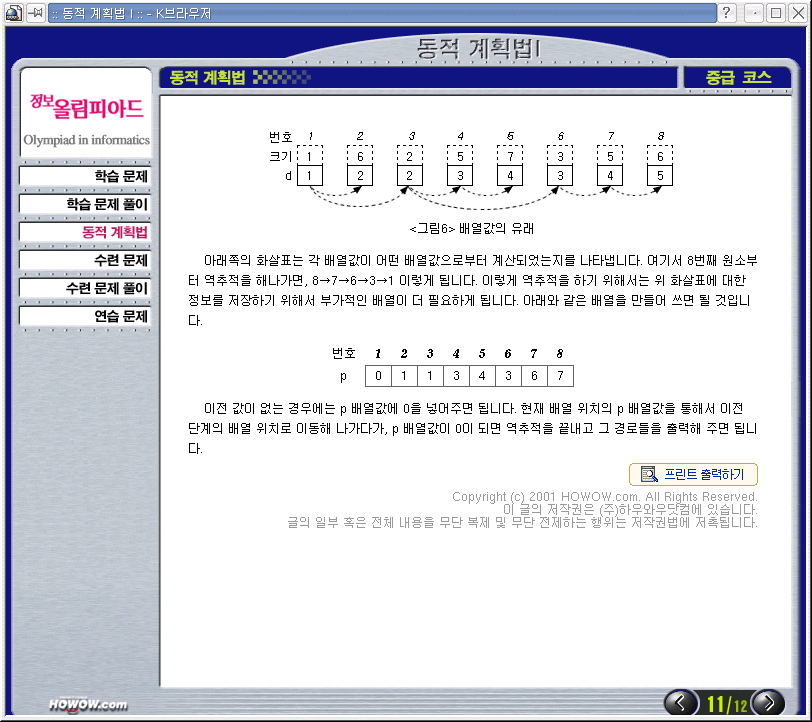 :: 동적 계획법 I :: - K브라우저
동적 계획법I
정보올림피아드
Olympiad in informatics
학습 문제
학습 문제 풀이
동적 계획법
수련 문제
수련 문제 풀이
연습 문제
동적 계획법
중급 코스
번호 1 2 3 4 5 6 7 8
크기 1 6 2 5 7 3 5 6
d 1 2 2 3 4 3 4 5
<그림6> 배열값의 유래
아래쪽의 화살표는 각 배열값이 어떤 배열값으로부터 계산되었는지를 나타냅니다. 여기서 8번째 원소부
터 역추적을 해나가면, 8→7→6→3→1 이렇게 됩니다. 이렇게 역추적을 하기 위해서는 위 화살표에 대한
정보를 저장하기 위해서 부가적인 배열이 더 필요하게 됩니다. 아래와 같은 배열을 만들어 쓰면 될 것입니
다.
번호 1 2 3 4 5 6 7 8
p 0 1 1 3 4 3 6 7
이전 값이 없는 경우에는 p 배열값에 0을 넣어주면 됩니다. 현재 배열 위치의 p 배열값을 통해서 이전
단계의 배열 위치로 이동해 나가다가, p 배열값이 0이 되면 역추적을 끝내고 그 경로들을 출력해 주면 됩니
다.
프린트 출력하기
Copyright (c) 2001 HOWOW.com. All Rights Reserved.
이 글의 저작권은 (주)하우와우닷컴에 있습니다.
글의 일부 혹은 전체 내용을 무단 복제 및 무단 전제하는 행위는 저작권법에 저촉됩니다.
HOWOW.com
11/12